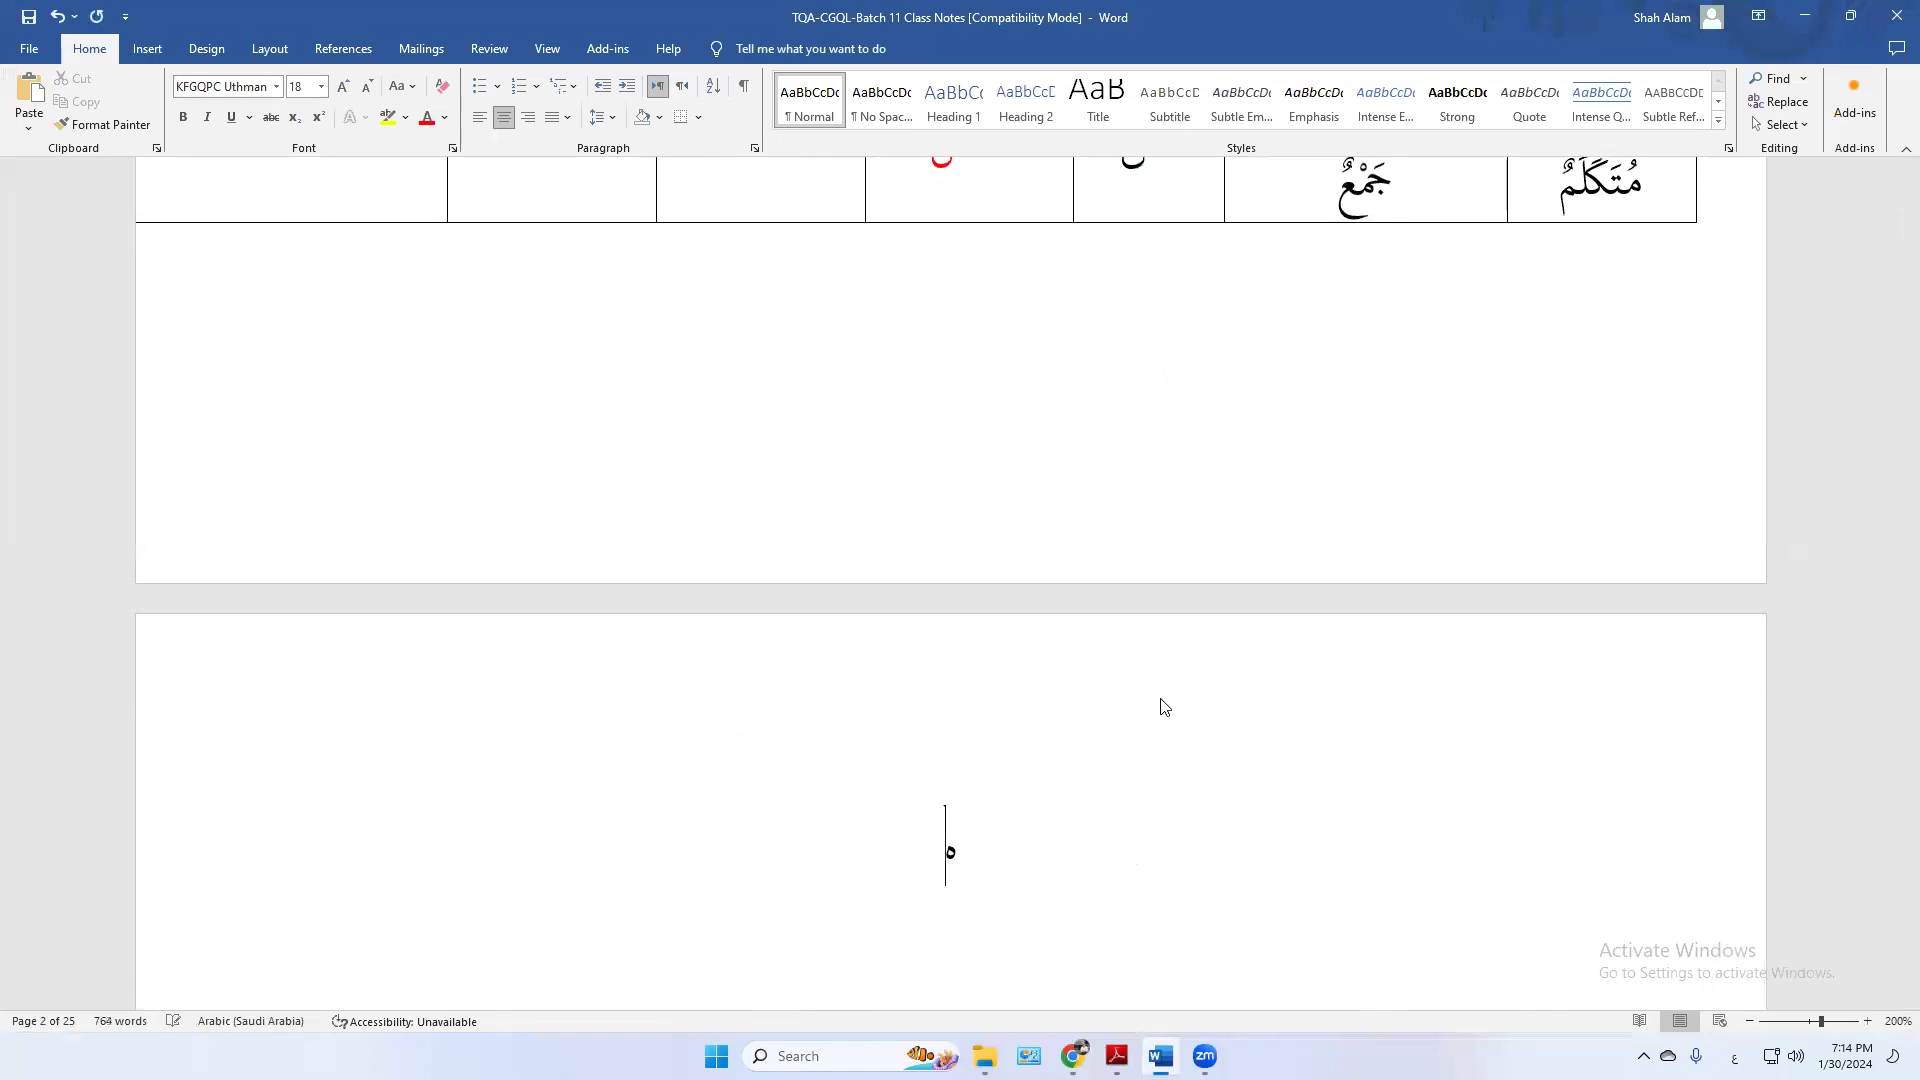 TQA-CGQL-Batch 11 Class Notes [Compatibility Mode] - Word
Shah Alam
File Home Insert Design Layout References Mailings Review View Add-ins Help Tell me what you want to do
Cut
Copy
Format Painter
Paste
Clipboard
KFGQPC Uthman 18
Font
Paragraph
AaBbCcDc AaBbCcDc AaBbC AaBbCcD AaB AaBbCcD AaBbCcDc AaBbCcDc AaBbCcDc AaBbCcDc AaBbCcDc AaBbCcDc AABBCCDE
¶ Normal ¶ No Spac... Heading 1 Heading 2 Title Subtitle Subtle Em... Emphasis Intense E... Strong Quote Intense Q... Subtle Ref...
Styles
Find
Replace
Select
Editing
Add-ins
Add-ins
مُتَكَلِّمٌ
جَمْعٌ
ه
Activate Windows
Go to Settings to activate Windows.
Page 2 of 25 764 words Arabic (Saudi Arabia) Accessibility: Unavailable 200%
Search
ع
7:14 PM
1/30/2024